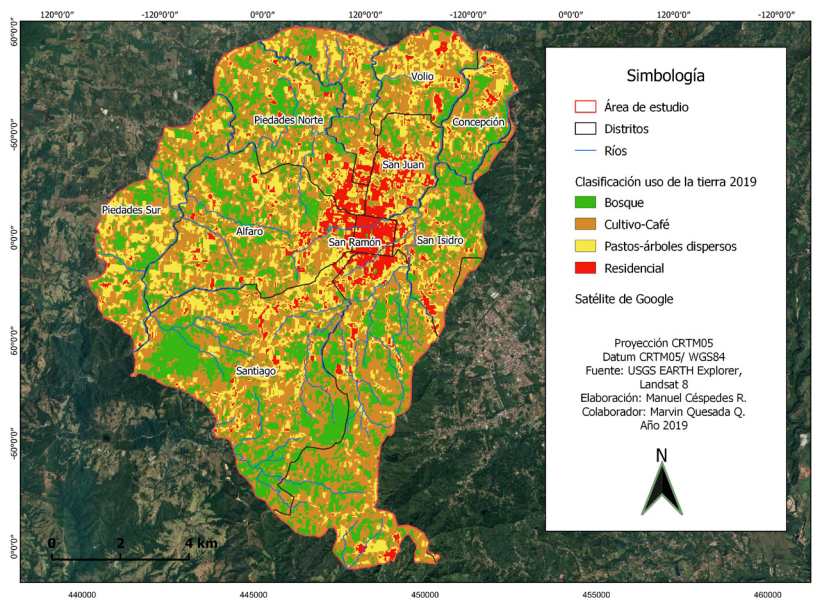 120°0'0" -120°0'0" 0°0'0" 120°0'0" -120°0'0" 0°0'0" 120°0'0" -120°0'0"
60°0'0"
-60°0'0"
0°0'0"
60°0'0"
-60°0'0"
0°0'0"
Volio
Piedades Norte
Concepción
San Juan
Piedades Sur
Alfaro
San Ramón
San Isidro
Santiago
0 2 4 km
Simbología
Área de estudio
Distritos
Ríos
Clasificación uso de la tierra 2019
Bosque
Cultivo-Café
Pastos-árboles dispersos
Residencial
Satélite de Google
Proyección CRTM05
Datum CRTM05/ WGS84
Fuente: USGS EARTH Explorer,
Landsat 8
Elaboración: Manuel Céspedes R.
Colaborador: Marvin Quesada Q.
Año 2019
N
440000 445000 450000 455000 460000